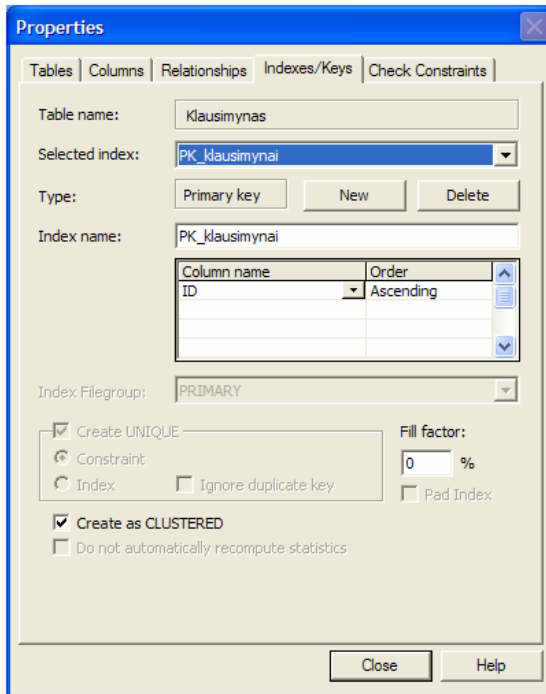 Properties
Tables Columns Relationships Indexes/Keys Check Constraints
Table name: Klausimynas
Selected index: PK_klausimynai
Type: Primary key New Delete
Index name: PK_klausimynai
Column name Order
ID Ascending
Index Filegroup: PRIMARY
Create UNIQUE Fill factor:
Constraint 0 %
Index Ignore duplicate key Pad Index
Create as CLUSTERED
Do not automatically recompute statistics
Close Help